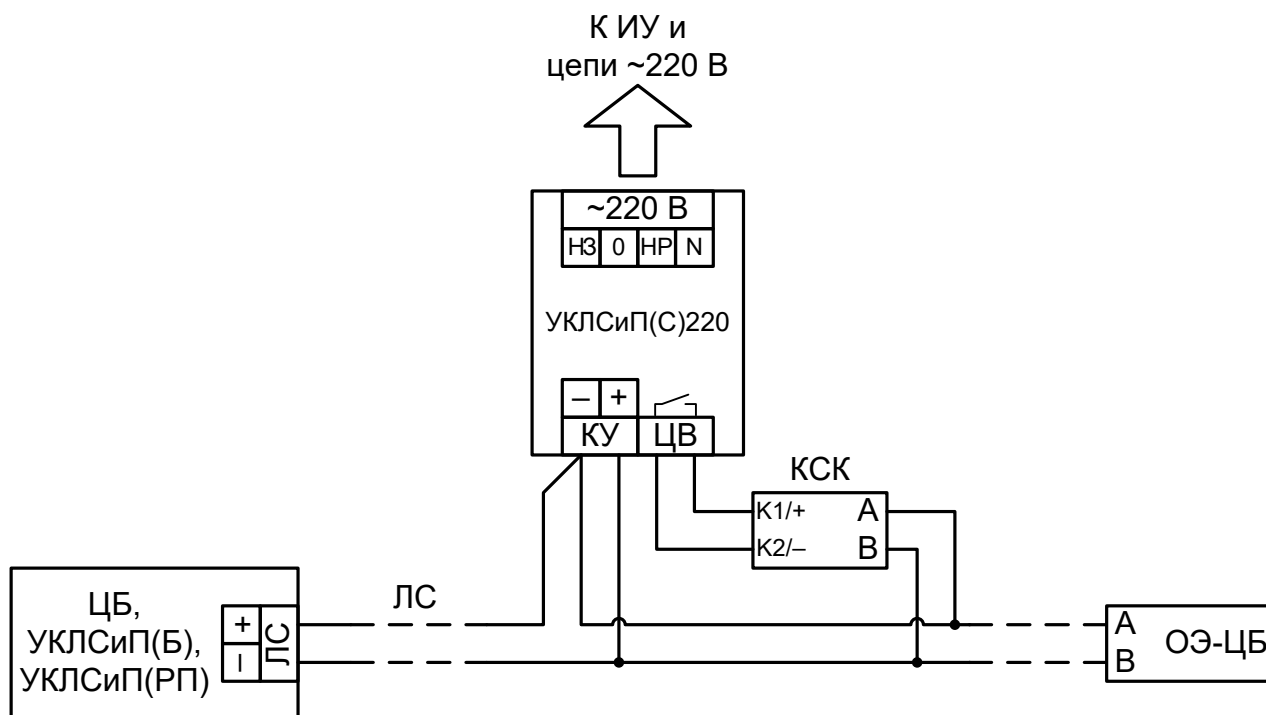 К ИУ и
цепи ~220 В
~220 В
НЗ 0 НР N
УКЛСиП(С)220
– +
КУ ЦВ
КСК
К1/+ А
К2/– В
ЛС
ЦБ,
УКЛСиП(Б),
УКЛСиП(РП)
+
–
ЛС
А
В
ОЭ-ЦБ